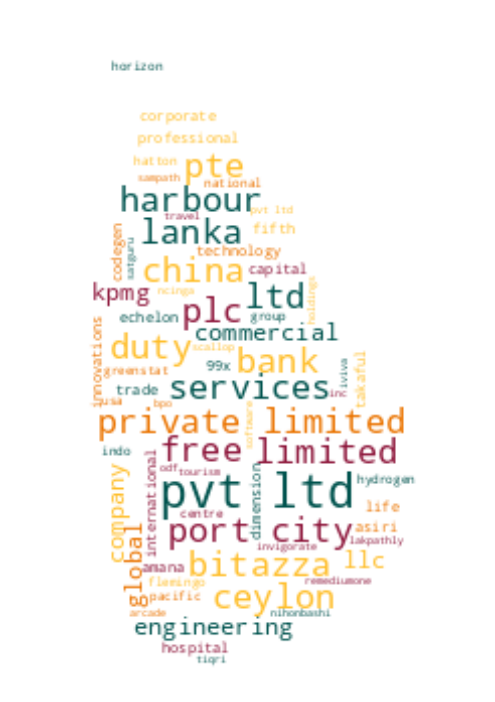 horizon
corporate
professional
hatton
pte
sampath
national
harbour
travel
pvt ltd
lanka
fifth
codegen
satguru
technology
china
capital
kpmg
ncinga
plc
ltd
holdings
echelon
group
commercial
innovations
duty
scallop
bank
greenstat
99x
lviva
takaful
trade
services
inc
bpo
software
private limited
indo
free
limited
international
odf
tourism
company
pvt ltd
dimension
hydrogen
centre
life
global
port city
asiri
lakpathly
invigorate
amana
bitazza
llc
flemingo
remediumone
pacific
ceylon
arcade
nihonbashi
engineering
hospital
tiqri